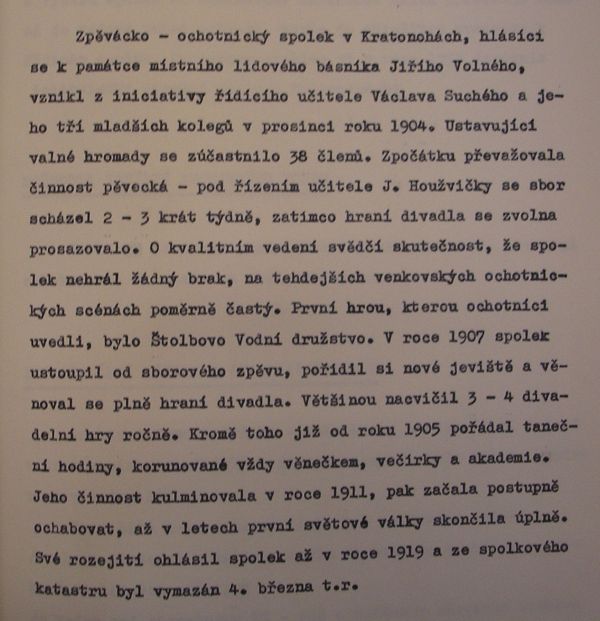 Zpěvácko - ochotnický spolek v Kratonohách, hlásící
se k památce místního lidového básníka Jiřího Volného,
vznikl z iniciativy řídícího učitele Václava Suchého a je-
ho tří mladších kolegů v prosinci roku 1904. Ustavující
valné hromady se zúčastnilo 38 členů. Zpočátku převažovala
činnost pěvecká - pod řízením učitele J. Houžvičky se sbor
scházel 2 - 3 krát týdně, zatímco hraní divadla se zvolna
prosazovalo. O kvalitním vedení svědčí skutečnost, že spo-
lek nehrál žádný brak, na tehdejších venkovských ochotnic-
kých scénách poměrně častý. První hrou, kterou ochotníci
uvedli, bylo Štolbovo Vodní družstvo. V roce 1907 spolek
ustoupil od sborového zpěvu, pořídil si nové jeviště a vě-
noval se plně hraní divadla. Většinou nacvičil 3 - 4 diva-
delní hry ročně. Kromě toho již od roku 1905 pořádal taneč-
ní hodiny, korunované vždy věnečkem, večírky a akademie.
Jeho činnost kulminovala v roce 1911, pak začala postupně
ochabovat, až v letech první světové války skončila úplně.
Své rozejití ohlásil spolek až v roce 1919 a ze spolkového
katastru byl vymazán 4. března t.r.